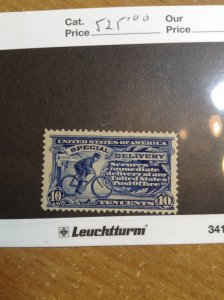 Cat. Price 525.00
Our Price
UNITED STATES OF AMERICA
SPECIAL DELIVERY
Secures
immediate
delivery at any
United States
Post Office
10 TEN CENTS 10
Leuchtturm
341